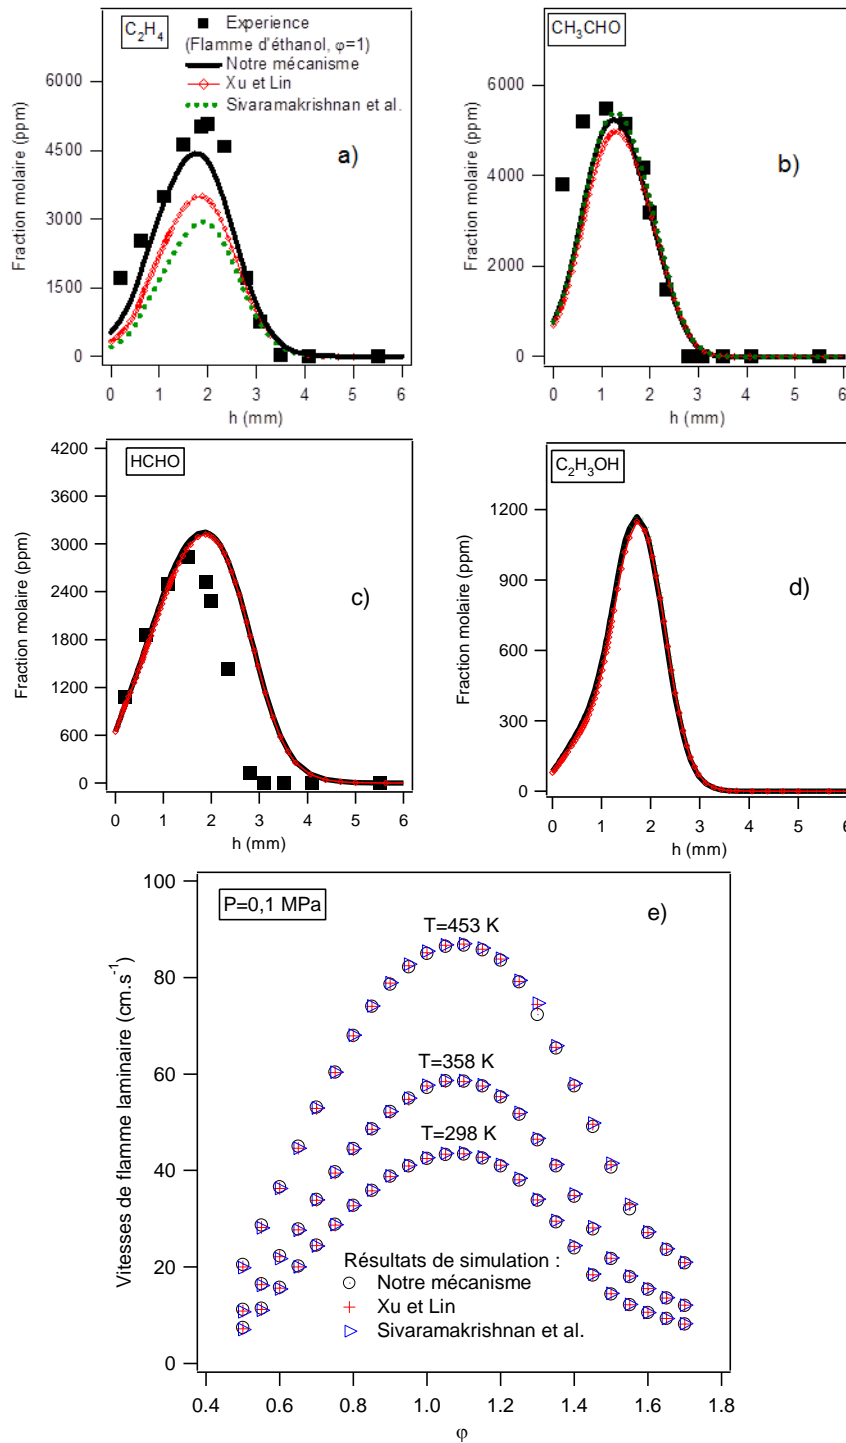 C2H4
Experience
(Flamme d'éthanol, φ=1)
Notre mécanisme
Xu et Lin
Sivaramakrishnan et al.
a)
Fraction molaire (ppm)
6000
4500
3000
1500
0
0 1 2 3 4 5 6
h (mm)
CH3CHO
b)
Fraction molaire (ppm)
6000
4000
2000
0
0 1 2 3 4 5 6
h (mm)
HCHO
c)
Fraction molaire (ppm)
4200
3600
3000
2400
1800
1200
600
0
0 1 2 3 4 5 6
h (mm)
C2H3OH
d)
Fraction molaire (ppm)
1200
900
600
300
0
0 1 2 3 4 5 6
h (mm)
P=0,1 MPa
e)
T=453 K
T=358 K
T=298 K
Résultats de simulation :
Notre mécanisme
Xu et Lin
Sivaramakrishnan et al.
Vitesses de flamme laminaire (cm.s-1)
100
80
60
40
20
0
0.4 0.6 0.8 1.0 1.2 1.4 1.6 1.8
φ